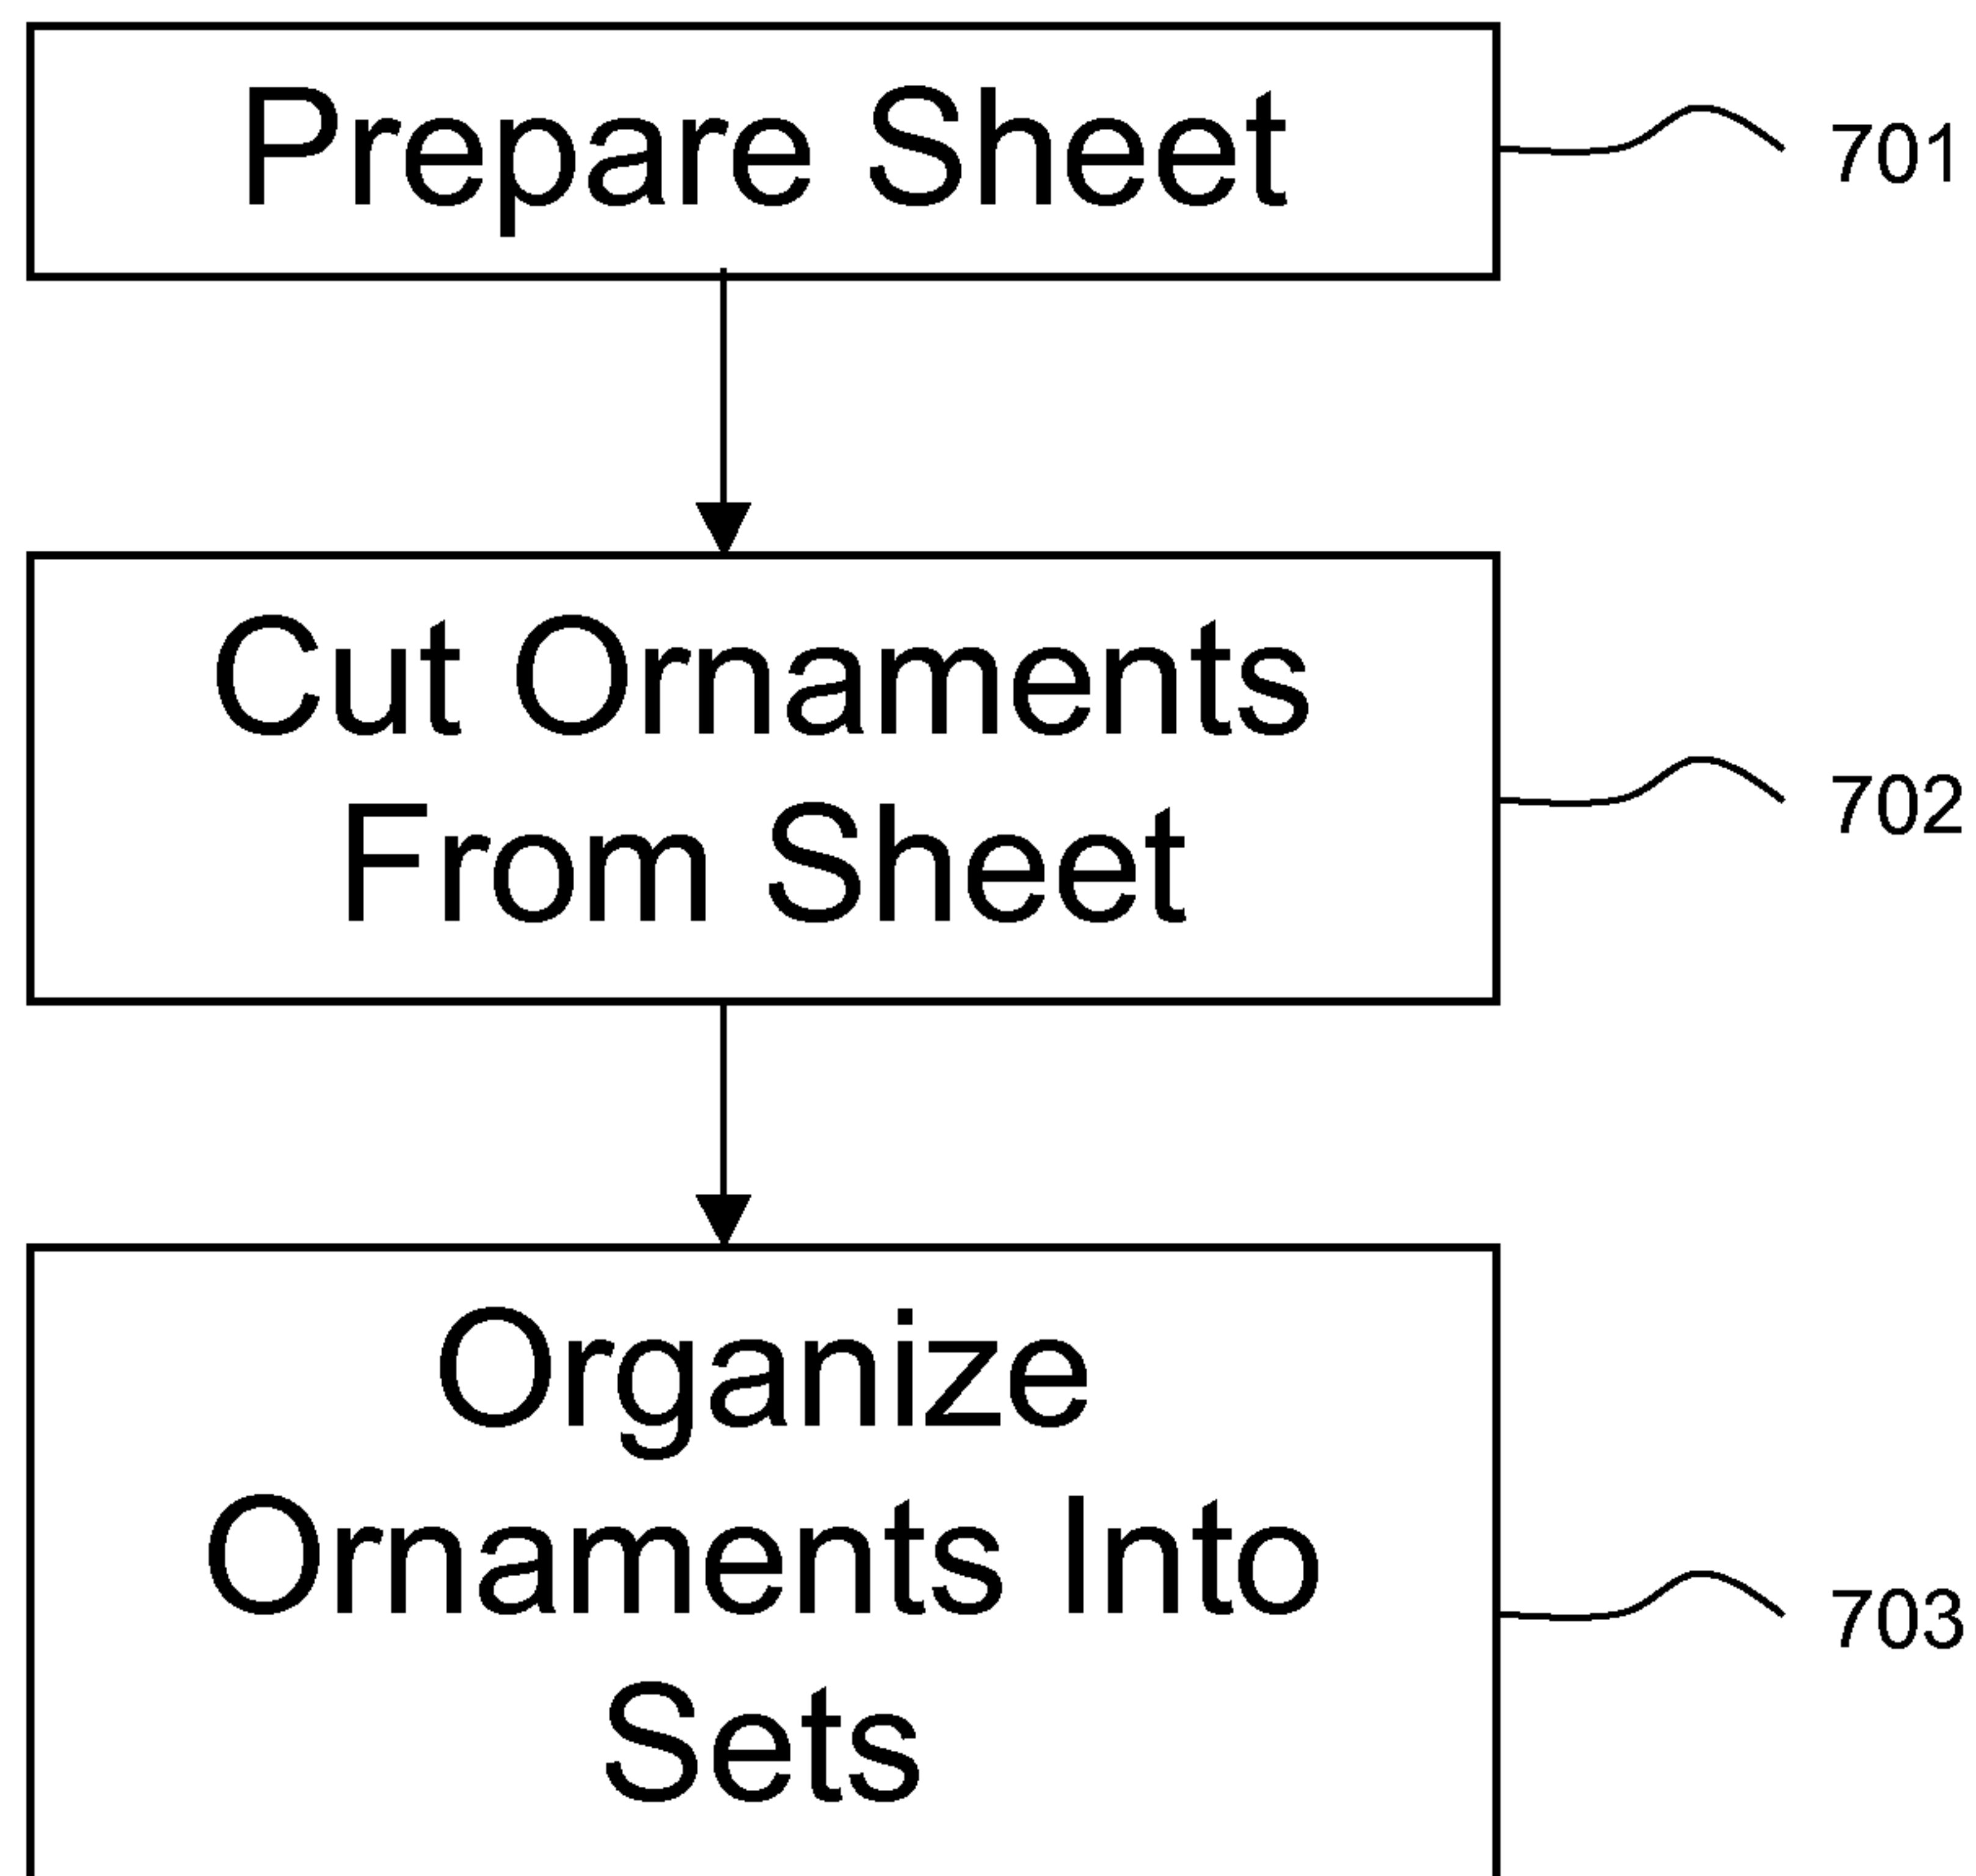 Prepare Sheet
701
Cut Ornaments
From Sheet
702
Organize
Ornaments Into
Sets
703